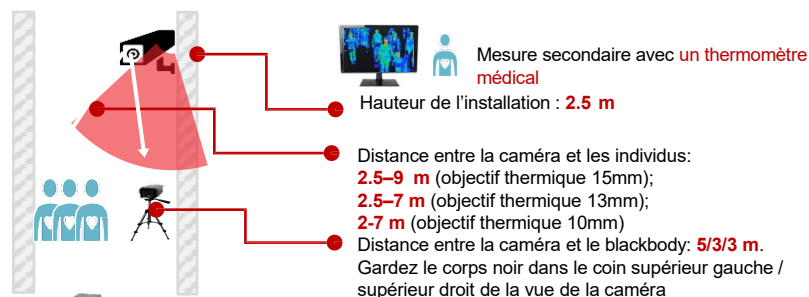 Mesure secondaire avec un thermomètre
médical
Hauteur de l'installation : 2.5 m
Distance entre la caméra et les individus:
2.5–9 m (objectif thermique 15mm);
2.5–7 m (objectif thermique 13mm);
2-7 m (objectif thermique 10mm)
Distance entre la caméra et le blackbody: 5/3/3 m.
Gardez le corps noir dans le coin supérieur gauche /
supérieur droit de la vue de la caméra